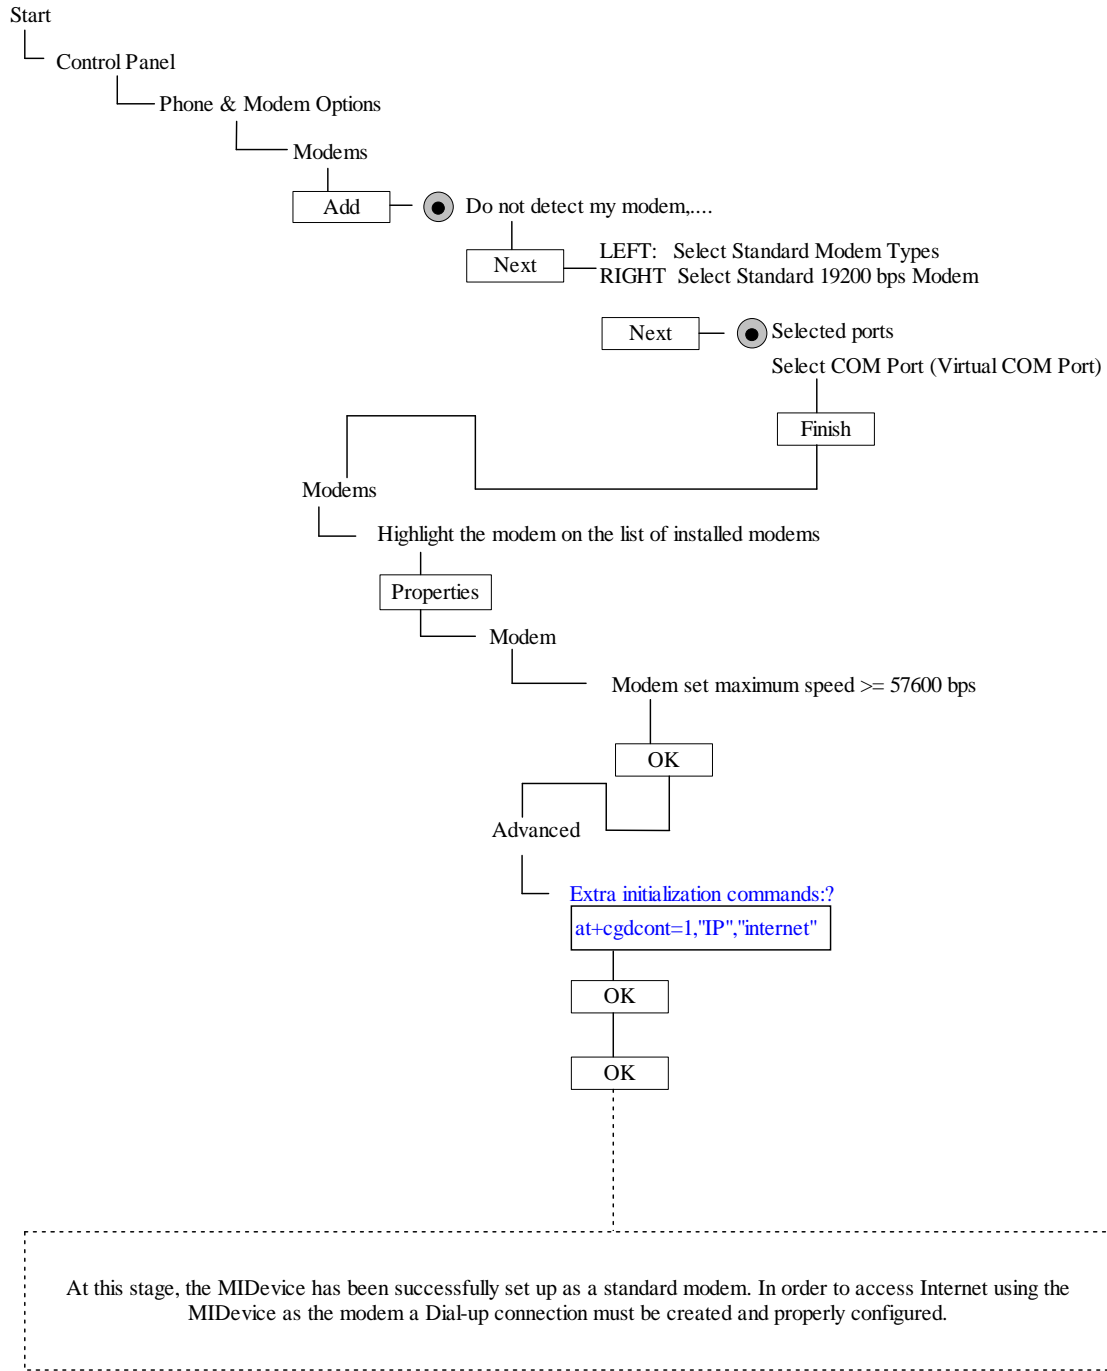 Start
Control Panel
Phone & Modem Options
Modems
Add
Do not detect my modem,....
Next
LEFT: Select Standard Modem Types
RIGHT Select Standard 19200 bps Modem
Next
Selected ports
Select COM Port (Virtual COM Port)
Finish
Modems
Highlight the modem on the list of installed modems
Properties
Modem
Modem set maximum speed >= 57600 bps
OK
Advanced
Extra initialization commands:?
at+cgdcont=1,"IP","internet"
OK
OK
At this stage, the MIDevice has been successfully set up as a standard modem. In order to access Internet using the
MIDevice as the modem a Dial-up connection must be created and properly configured.